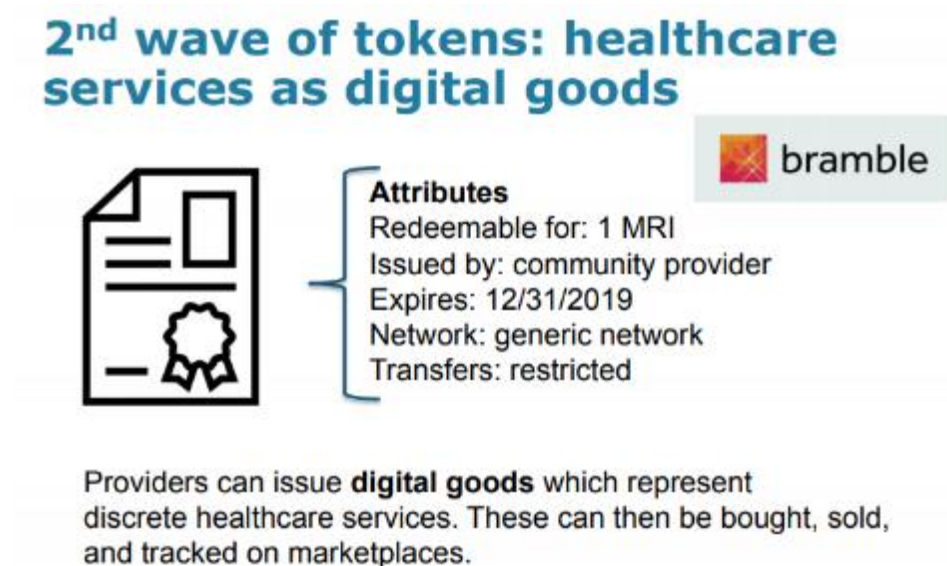 2nd wave of tokens: healthcare
services as digital goods
bramble
Attributes
Redeemable for: 1 MRI
Issued by: community provider
Expires: 12/31/2019
Network: generic network
Transfers: restricted
Providers can issue digital goods which represent
discrete healthcare services. These can then be bought, sold,
and tracked on marketplaces.